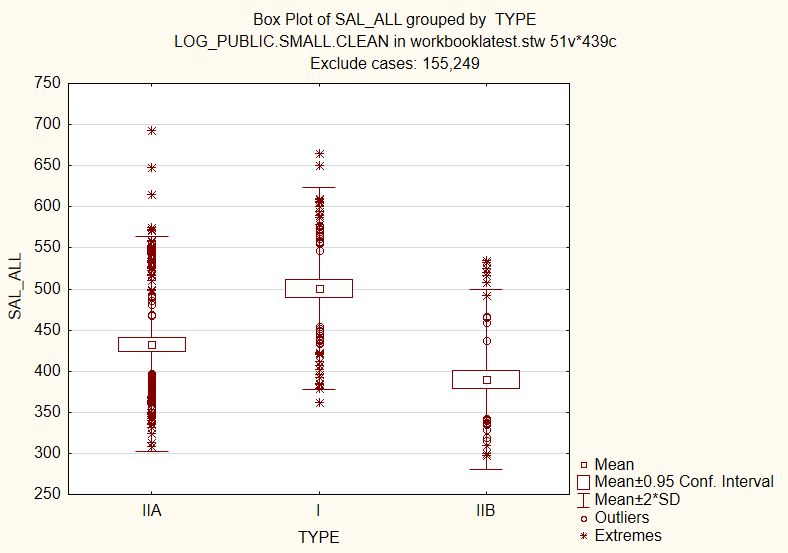 Box Plot of SAL_ALL grouped by  TYPE
LOG_PUBLIC.SMALL.CLEAN in workbooklatest.stw 51v*439c
Exclude cases: 155,249
750
700
650
600
550
500
450
400
350
300
250
SAL_ALL
IIA
I
IIB
TYPE
Mean
Mean±0.95 Conf. Interval
Mean±2*SD
Outliers
Extremes